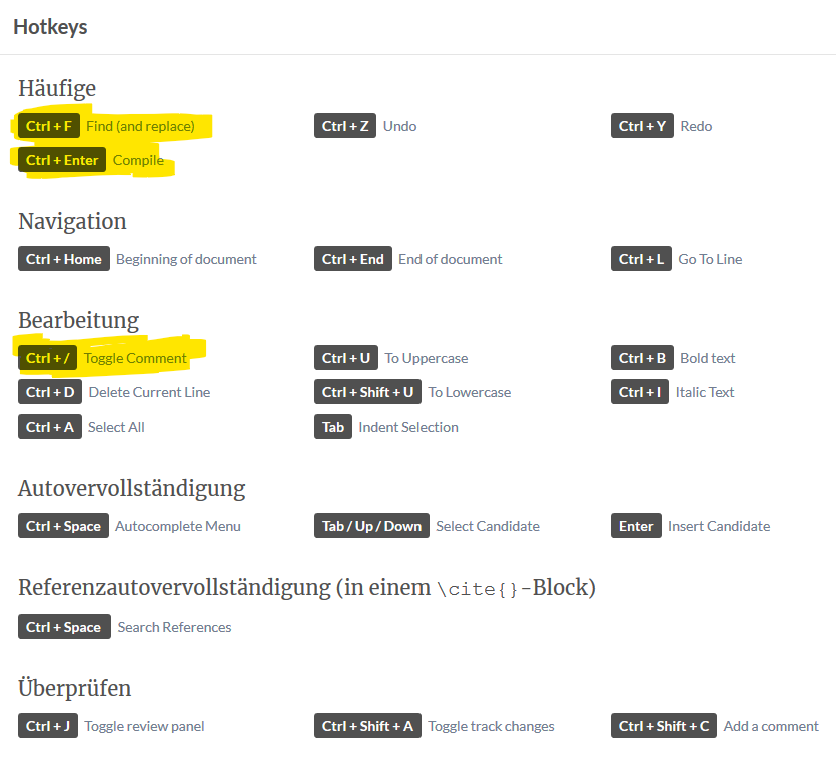 Hotkeys
Häufige
Ctrl + F Find (and replace) Ctrl + Z Undo Ctrl + Y Redo
Ctrl + Enter Compile
Navigation
Ctrl + Home Beginning of document Ctrl + End End of document Ctrl + L Go To Line
Bearbeitung
Ctrl + / Toggle Comment Ctrl + U To Uppercase Ctrl + B Bold text
Ctrl + D Delete Current Line Ctrl + Shift + U To Lowercase Ctrl + I Italic Text
Ctrl + A Select All Tab Indent Selection
Autovervollständigung
Ctrl + Space Autocomplete Menu Tab / Up / Down Select Candidate Enter Insert Candidate
Referenzautovervollständigung (in einem \cite{}-Block)
Ctrl + Space Search References
Überprüfen
Ctrl + J Toggle review panel Ctrl + Shift + A Toggle track changes Ctrl + Shift + C Add a comment